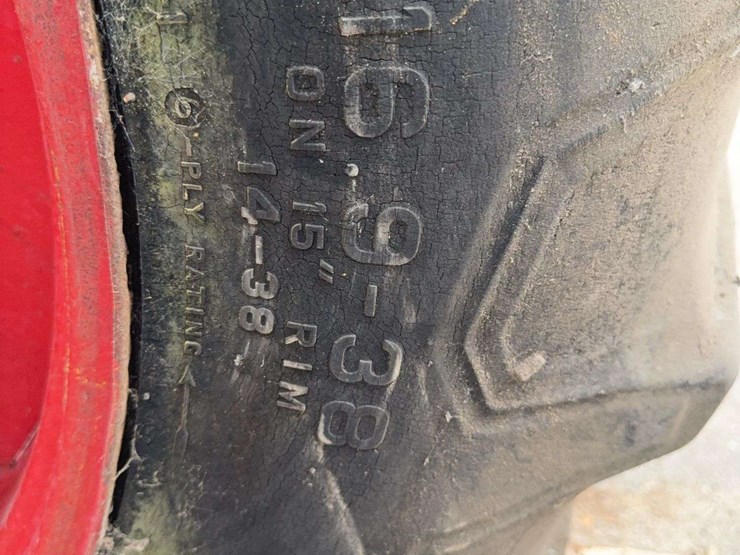 16.9-38
ON 15" RIM
14-38
6-PLY RATING